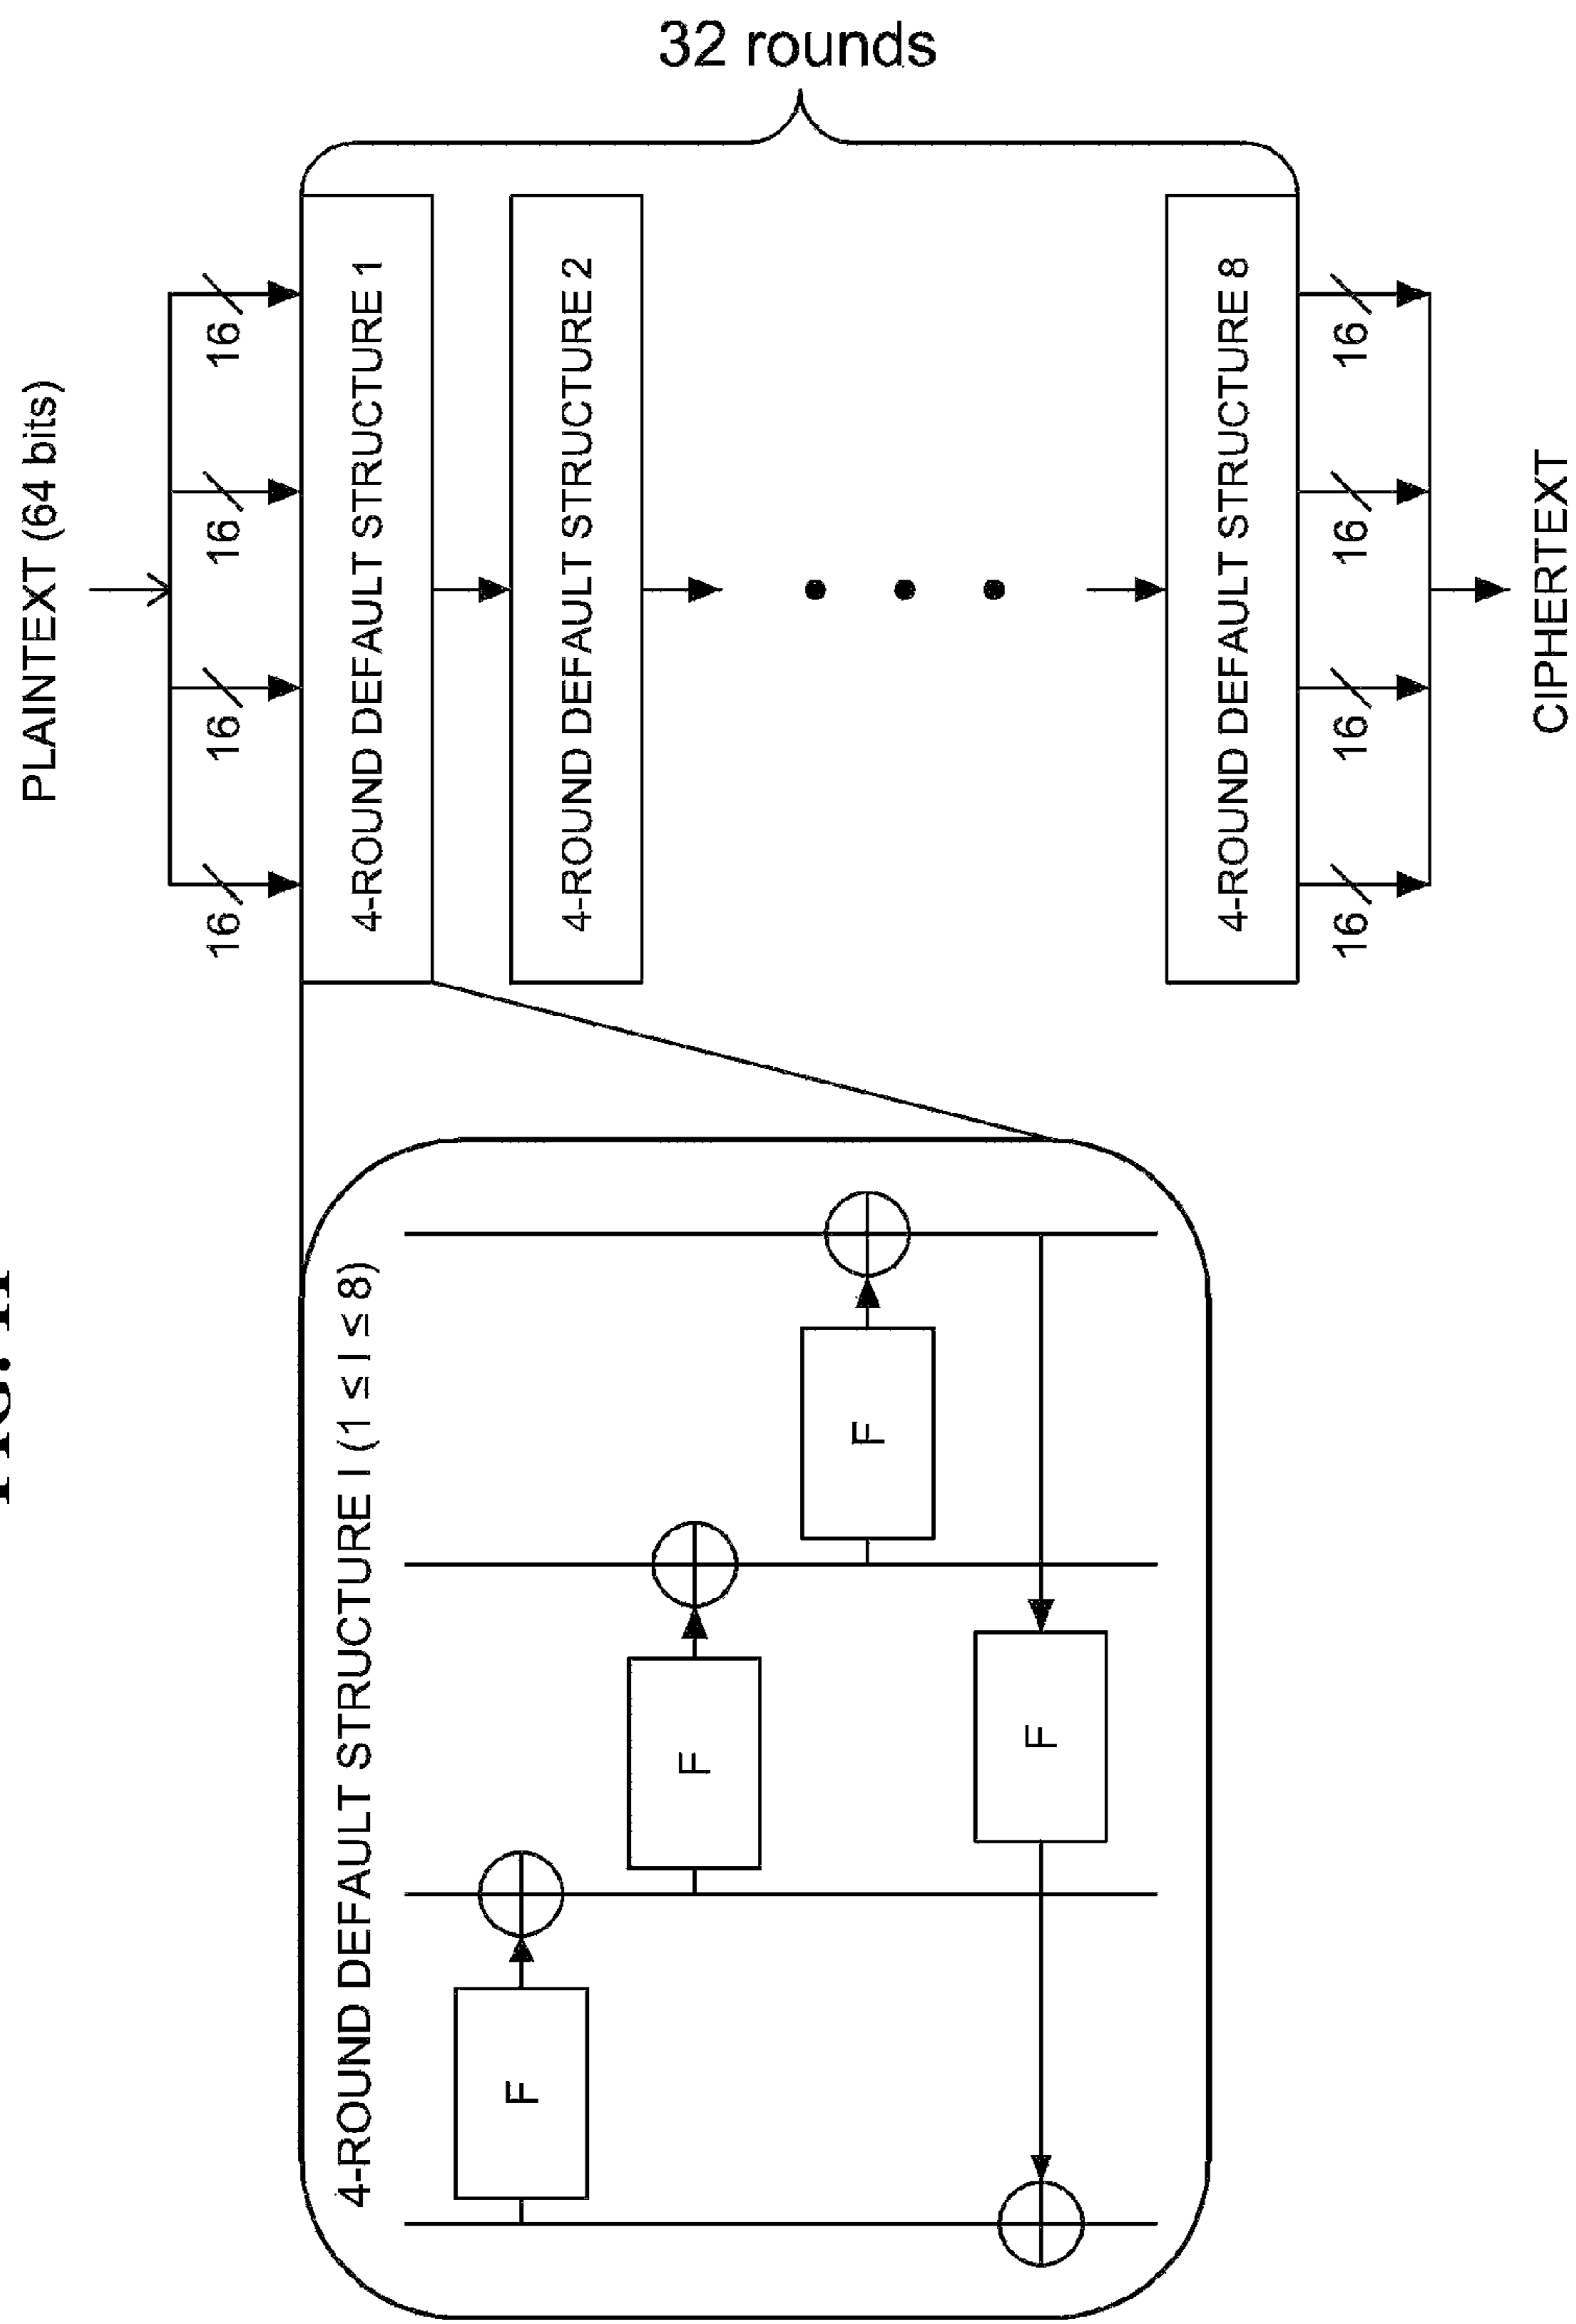 32 rounds
PLAINTEXT (64 bits)
16
16
16
16
4-ROUND DEFAULT STRUCTURE 1
4-ROUND DEFAULT STRUCTURE 2
4-ROUND DEFAULT STRUCTURE 8
16
16
16
16
CIPHERTEXT
4-ROUND DEFAULT STRUCTURE I (1 ≤ I ≤ 8)
F
F
F
F